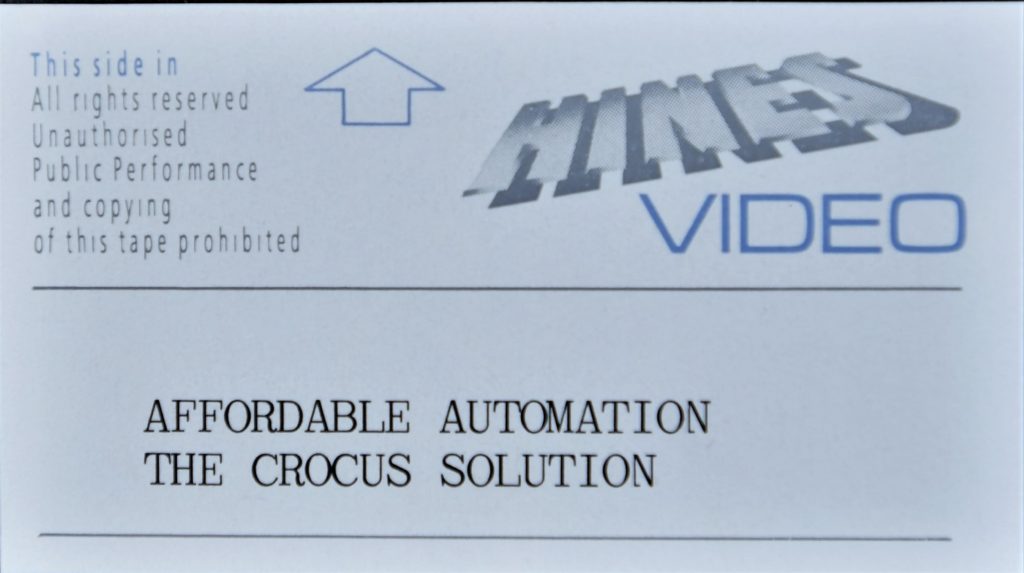 This side in
All rights reserved
Unauthorised
Public Performance
and copying
of this tape prohibited
HINES
VIDEO
AFFORDABLE AUTOMATION
THE CROCUS SOLUTION